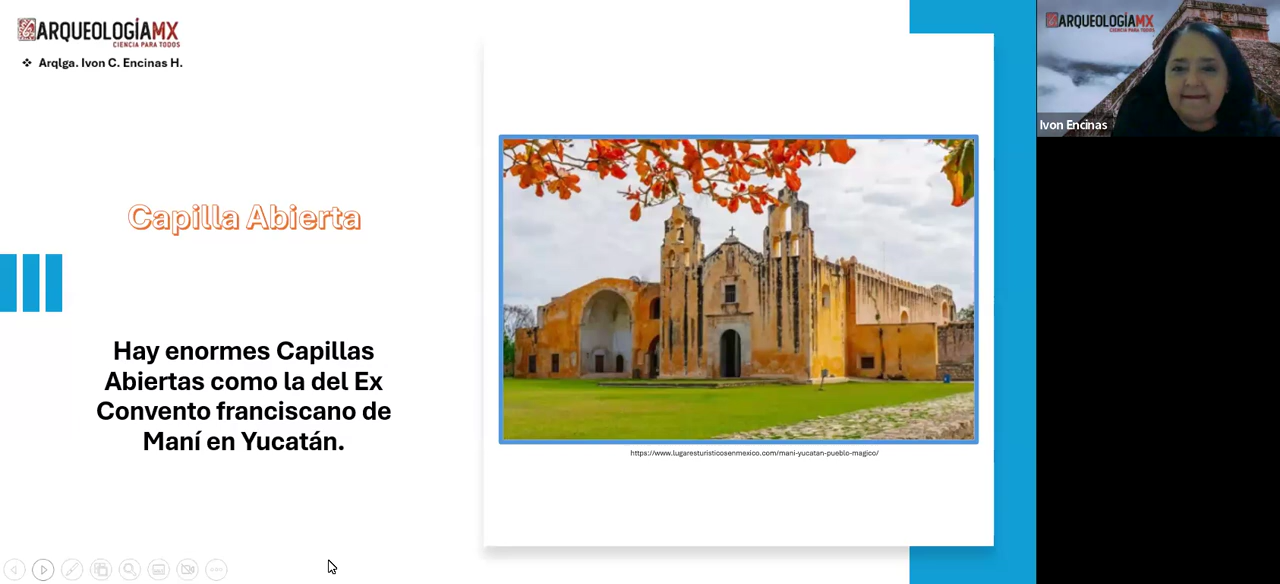 ARQUEOLOGÍAMX
CIENCIA PARA TODOS
❖ Arqlga. Ivon C. Encinas H.
Capilla Abierta
Hay enormes Capillas
Abiertas como la del Ex
Convento franciscano de
Maní en Yucatán.
https://www.lugaresturisticosenmexico.com/mani-yucatan-pueblo-magico/
ARQUEOLOGÍAMX
CIENCIA PARA TODOS
Ivon Encinas